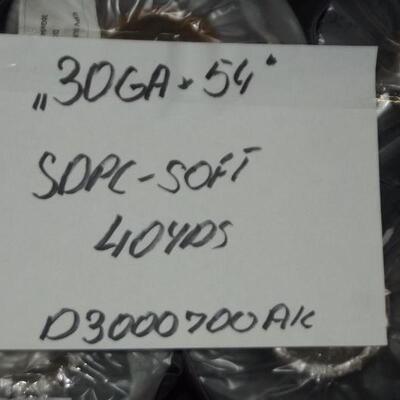 „30GA × 54"
SDPC-SOFT
40YDS
D3000700AK